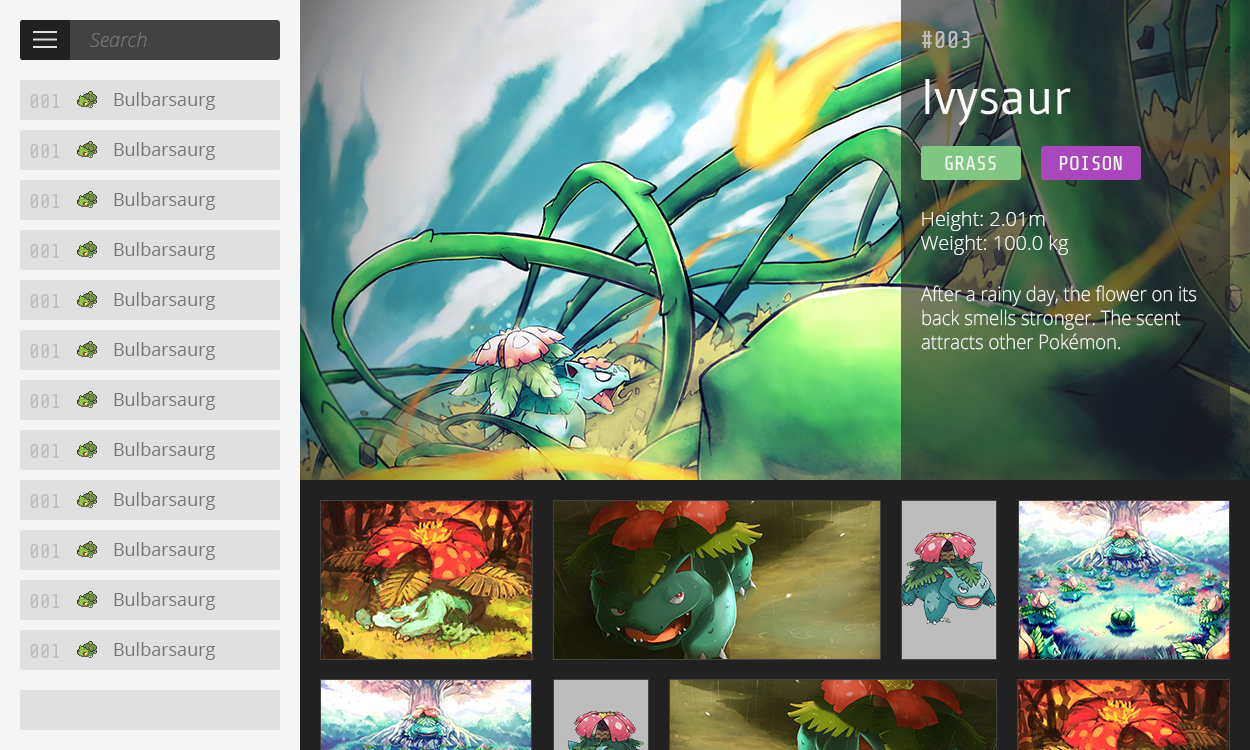 Search
001 Bulbarsaurg
001 Bulbarsaurg
001 Bulbarsaurg
001 Bulbarsaurg
001 Bulbarsaurg
001 Bulbarsaurg
001 Bulbarsaurg
001 Bulbarsaurg
001 Bulbarsaurg
001 Bulbarsaurg
001 Bulbarsaurg
001 Bulbarsaurg
#003
Ivysaur
GRASS POISON
Height: 2.01m
Weight: 100.0 kg
After a rainy day, the flower on its
back smells stronger. The scent
attracts other Pokémon.